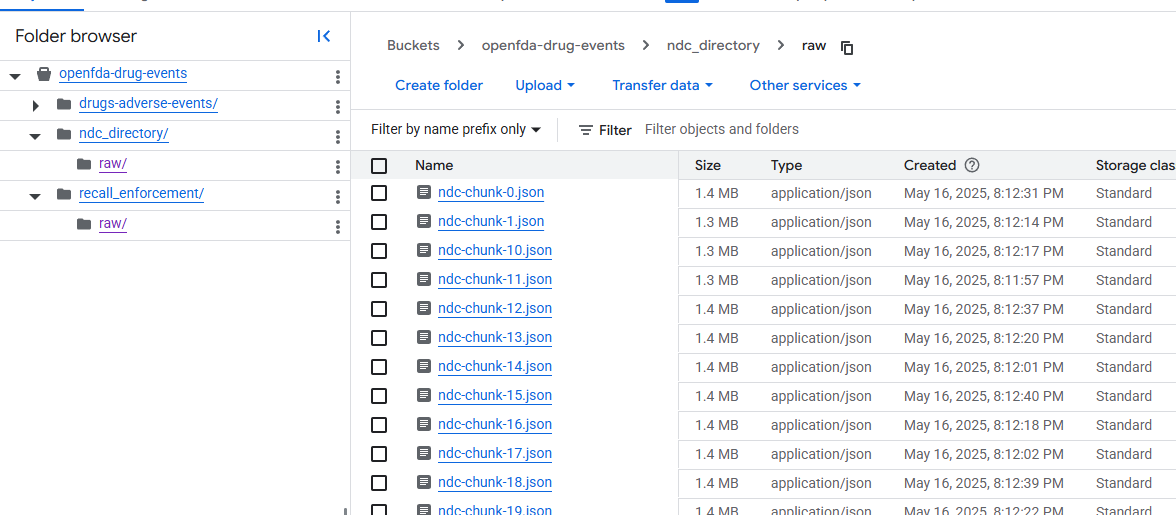 Folder browser
openfda-drug-events
drugs-adverse-events/
ndc_directory/
raw/
recall_enforcement/
raw/
Buckets > openfda-drug-events > ndc_directory > raw
Create folder Upload Transfer data Other services
Filter by name prefix only Filter Filter objects and folders
Name Size Type Created Storage clas
ndc-chunk-0.json 1.4 MB application/json May 16, 2025, 8:12:31 PM Standard
ndc-chunk-1.json 1.3 MB application/json May 16, 2025, 8:12:14 PM Standard
ndc-chunk-10.json 1.3 MB application/json May 16, 2025, 8:12:17 PM Standard
ndc-chunk-11.json 1.3 MB application/json May 16, 2025, 8:11:57 PM Standard
ndc-chunk-12.json 1.4 MB application/json May 16, 2025, 8:12:37 PM Standard
ndc-chunk-13.json 1.4 MB application/json May 16, 2025, 8:12:20 PM Standard
ndc-chunk-14.json 1.4 MB application/json May 16, 2025, 8:12:01 PM Standard
ndc-chunk-15.json 1.4 MB application/json May 16, 2025, 8:12:40 PM Standard
ndc-chunk-16.json 1.4 MB application/json May 16, 2025, 8:12:18 PM Standard
ndc-chunk-17.json 1.4 MB application/json May 16, 2025, 8:12:02 PM Standard
ndc-chunk-18.json 1.4 MB application/json May 16, 2025, 8:12:39 PM Standard
ndc-chunk-19.json 1.4 MB application/json May 16, 2025, 8:12:22 PM Standard